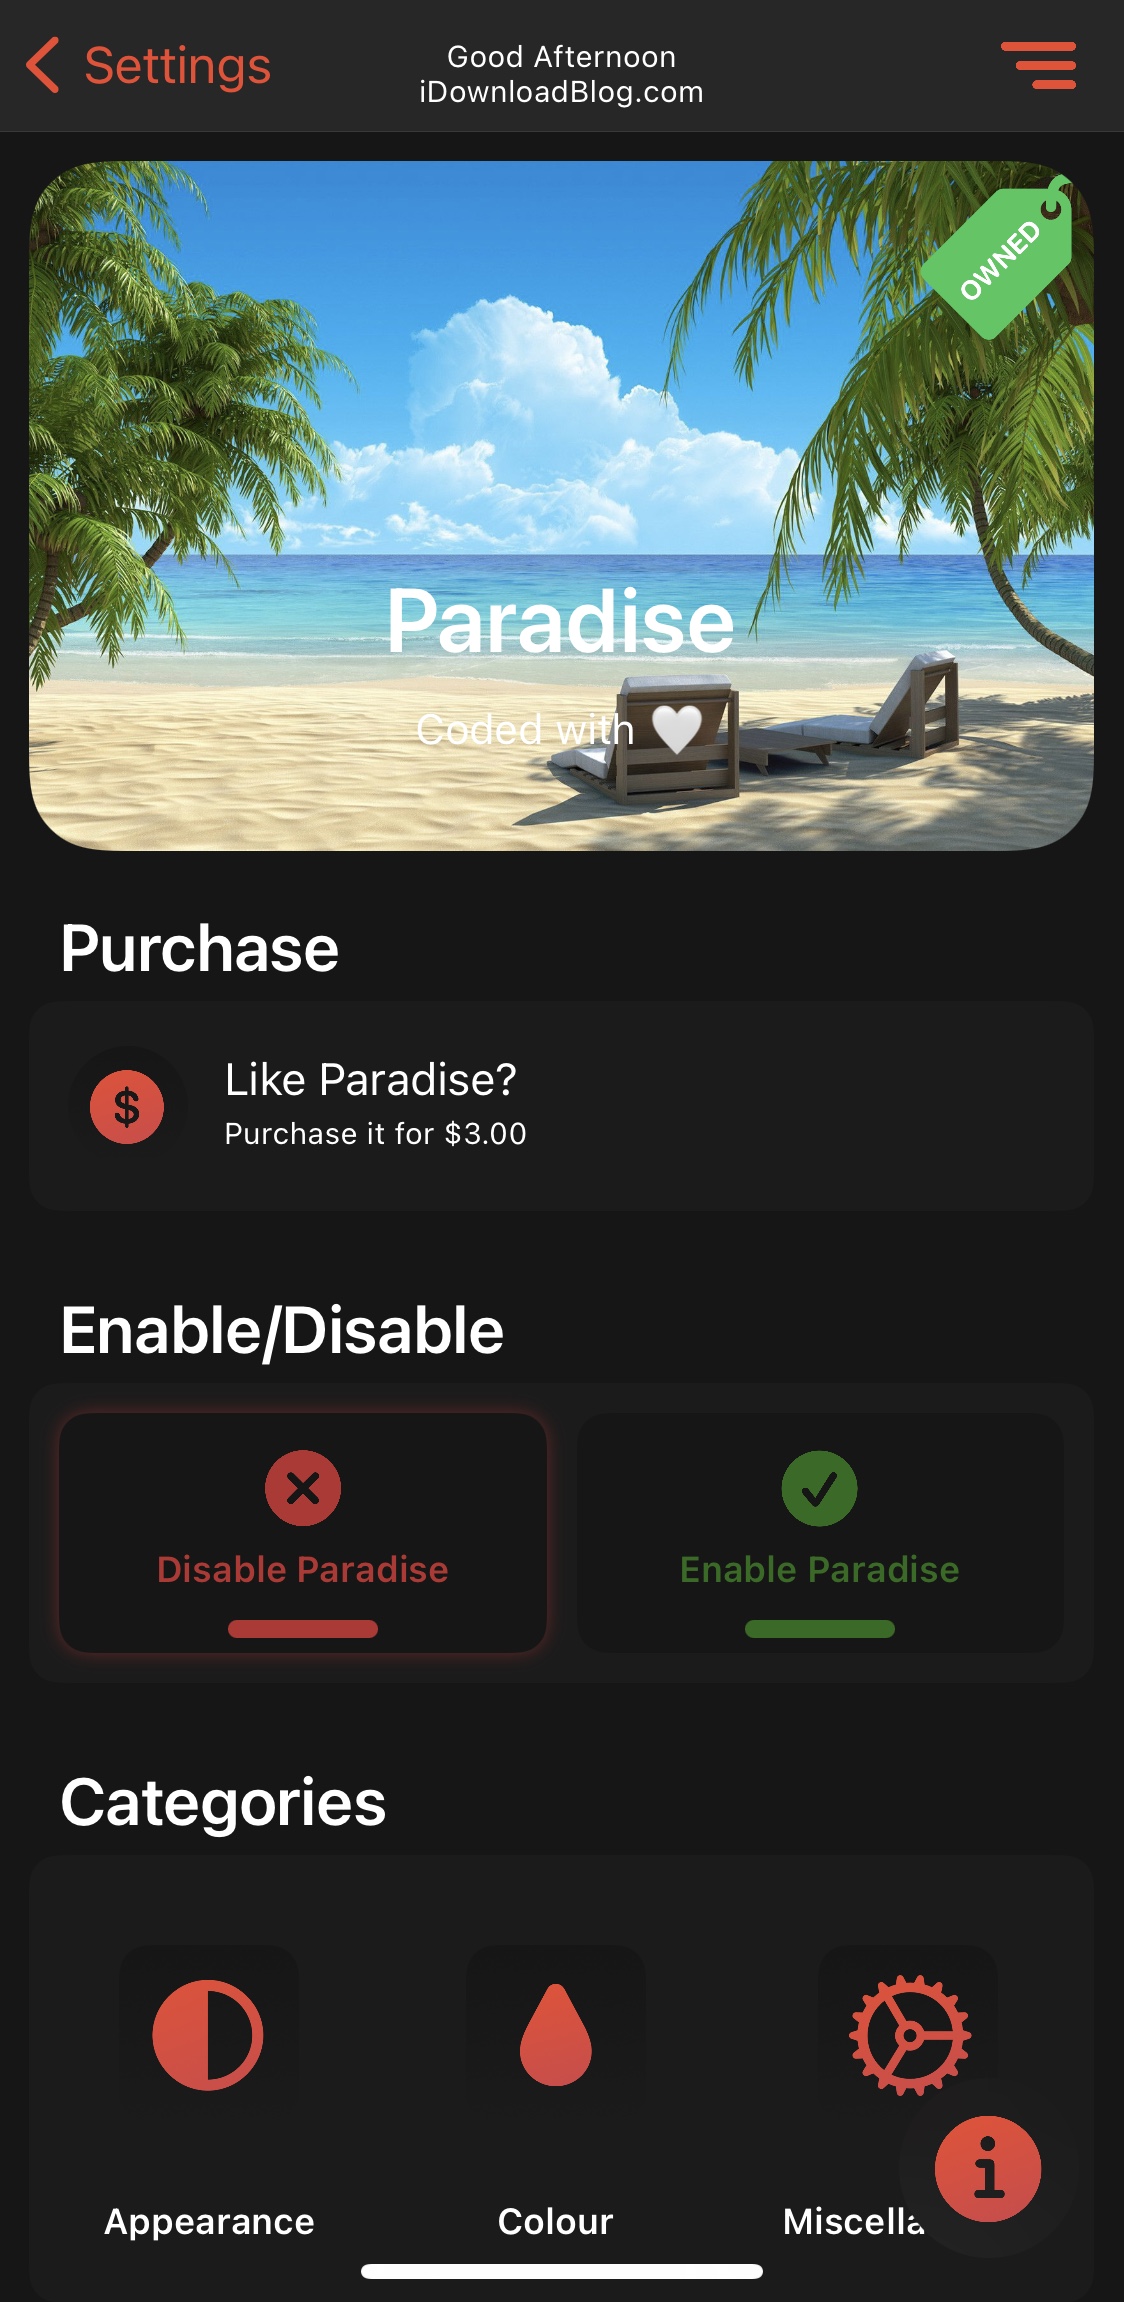 Settings
Good Afternoon
iDownloadBlog.com
OWNED
Paradise
Coded with 🤍
Purchase
$
Like Paradise?
Purchase it for $3.00
Enable/Disable
Disable Paradise
Enable Paradise
Categories
Appearance
Colour
Miscella